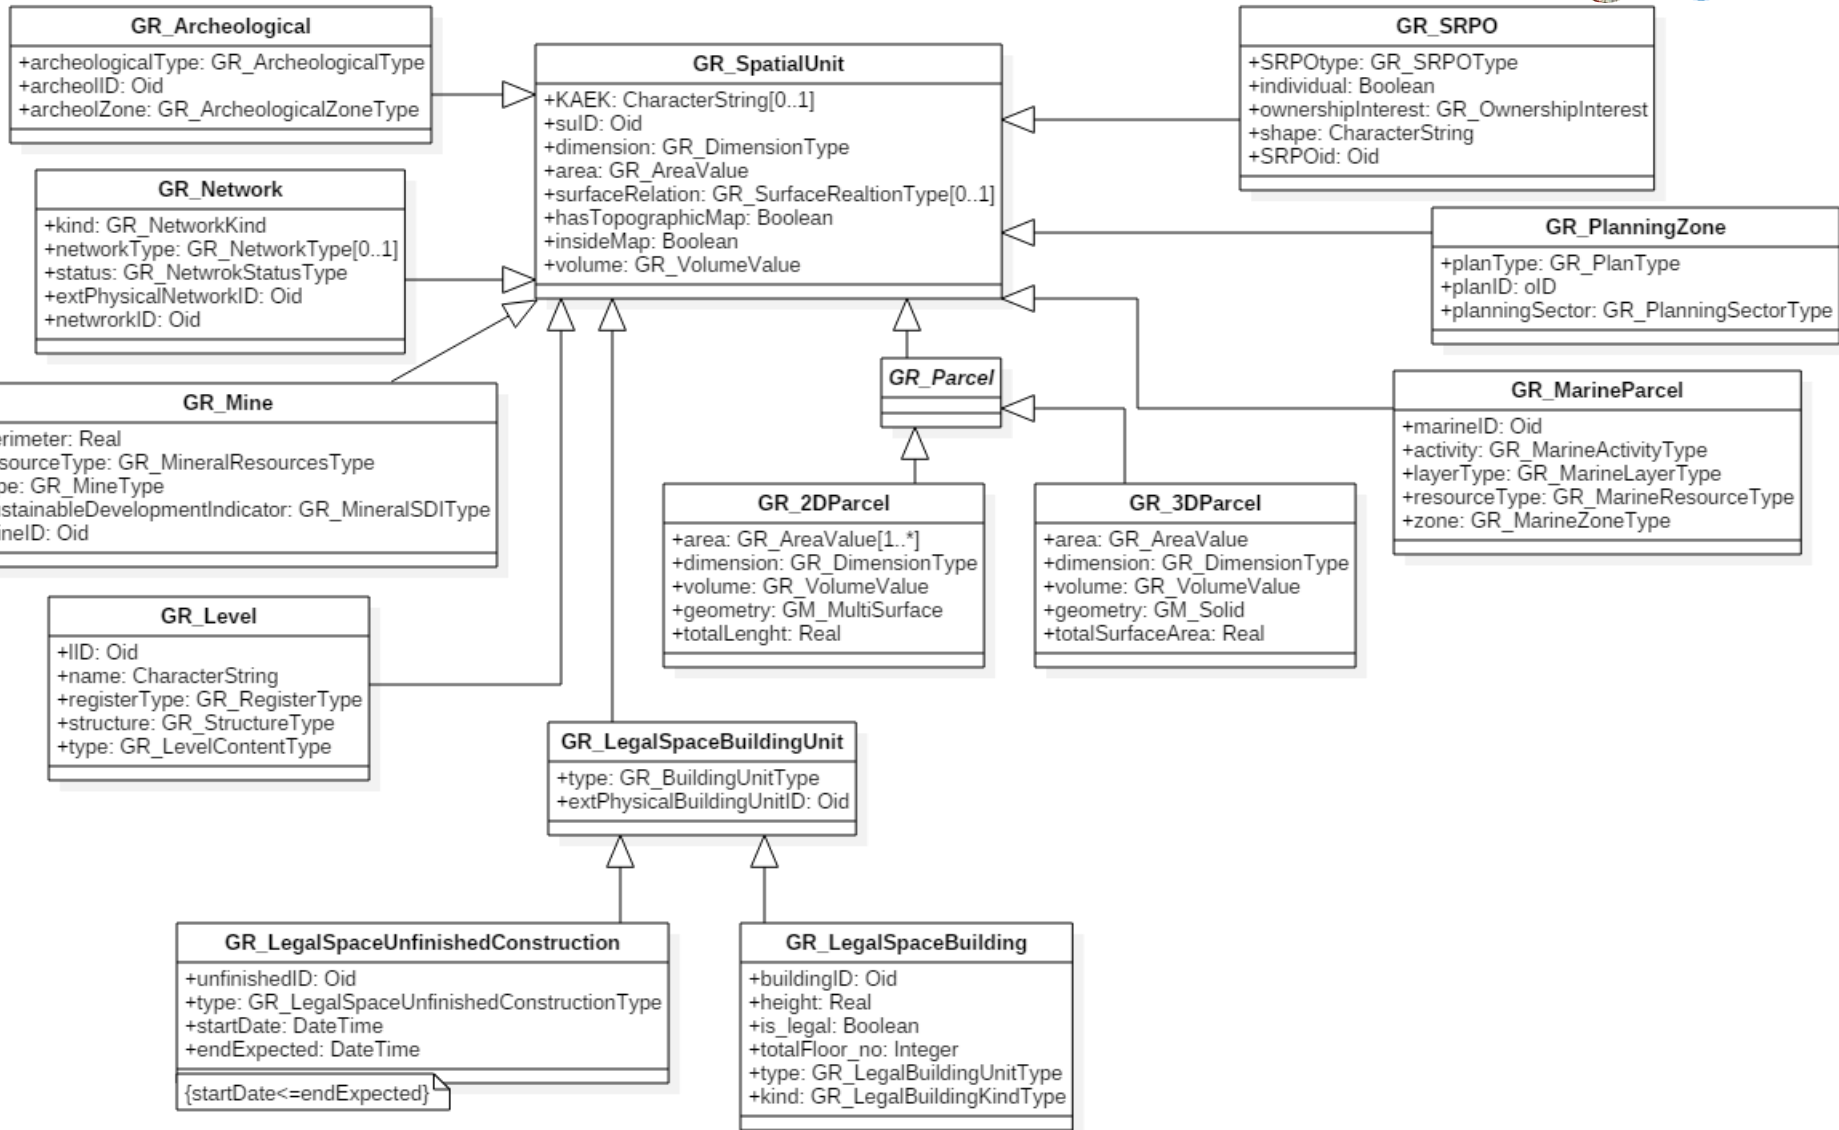 GR_Archeological
+archeologicalType: GR_ArcheologicalType
+archeolID: Oid
+archeolZone: GR_ArcheologicalZoneType
GR_SpatialUnit
+KAEK: CharacterString[0..1]
+suID: Oid
+dimension: GR_DimensionType
+area: GR_AreaValue
+surfaceRelation: GR_SurfaceRealtionType[0..1]
+hasTopographicMap: Boolean
+insideMap: Boolean
+volume: GR_VolumeValue
GR_SRPO
+SRPOtype: GR_SRPOType
+individual: Boolean
+ownershipInterest: GR_OwnershipInterest
+shape: CharacterString
+SRPOid: Oid
GR_Network
+kind: GR_NetworkKind
+networkType: GR_NetworkType[0..1]
+status: GR_NetwrokStatusType
+extPhysicalNetworkID: Oid
+networkID: Oid
GR_PlanningZone
+planType: GR_PlanType
+planID: oID
+planningSector: GR_PlanningSectorType
GR_Parcel
GR_Mine
erimeter: Real
sourceType: GR_MineralResourcesType
pe: GR_MineType
stainableDevelopmentIndicator: GR_MineralSDIType
neID: Oid
GR_MarineParcel
+marineID: Oid
+activity: GR_MarineActivityType
+layerType: GR_MarineLayerType
+resourceType: GR_MarineResourceType
+zone: GR_MarineZoneType
GR_2DParcel
+area: GR_AreaValue[1..*]
+dimension: GR_DimensionType
+volume: GR_VolumeValue
+geometry: GM_MultiSurface
+totalLenght: Real
GR_3DParcel
+area: GR_AreaValue
+dimension: GR_DimensionType
+volume: GR_VolumeValue
+geometry: GM_Solid
+totalSurfaceArea: Real
GR_Level
+lID: Oid
+name: CharacterString
+registerType: GR_RegisterType
+structure: GR_StructureType
+type: GR_LevelContentType
GR_LegalSpaceBuildingUnit
+type: GR_BuildingUnitType
+extPhysicalBuildingUnitID: Oid
GR_LegalSpaceUnfinishedConstruction
+unfinishedID: Oid
+type: GR_LegalSpaceUnfinishedConstructionType
+startDate: DateTime
+endExpected: DateTime
{startDate<=endExpected}
GR_LegalSpaceBuilding
+buildingID: Oid
+height: Real
+is_legal: Boolean
+totalFloor_no: Integer
+type: GR_LegalBuildingUnitType
+kind: GR_LegalBuildingKindType